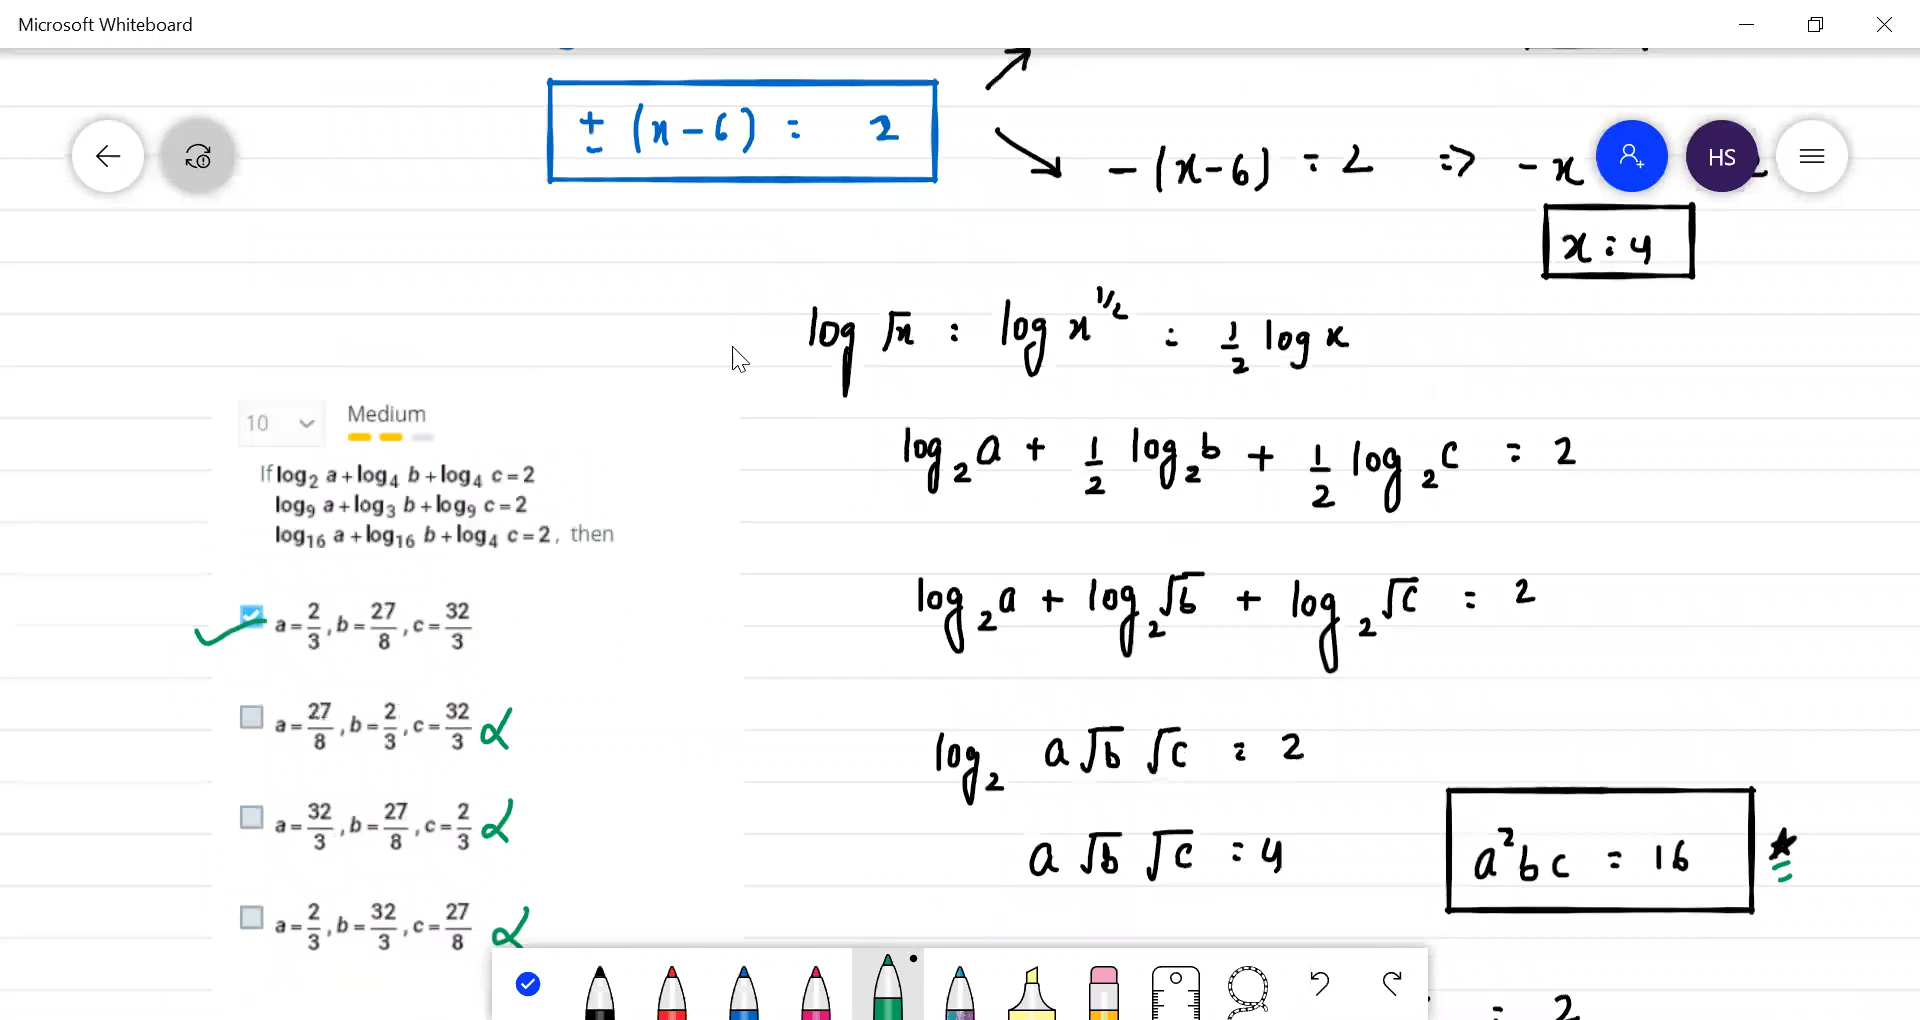 Microsoft Whiteboard
± (x-6) = 2
-(x-6) = 2 => -x
HS
x = 4
log √x = log x^1/2 = 1/2 log x
10 Medium
log₂ a + 1/2 log₂ b + 1/2 log₂ c = 2
If log₂ a + log₄ b + log₄ c = 2
log₉ a + log₃ b + log₉ c = 2
log₁₆ a + log₁₆ b + log₄ c = 2, then
log₂ a + log₂ √b + log₂ √c = 2
a = 2/3, b = 27/8, c = 32/3
a = 27/8, b = 2/3, c = 32/3
log₂ a √b √c = 2
a = 32/3, b = 27/8, c = 2/3
a √b √c = 4
a²bc = 16
a = 2/3, b = 32/3, c = 27/8
= 2